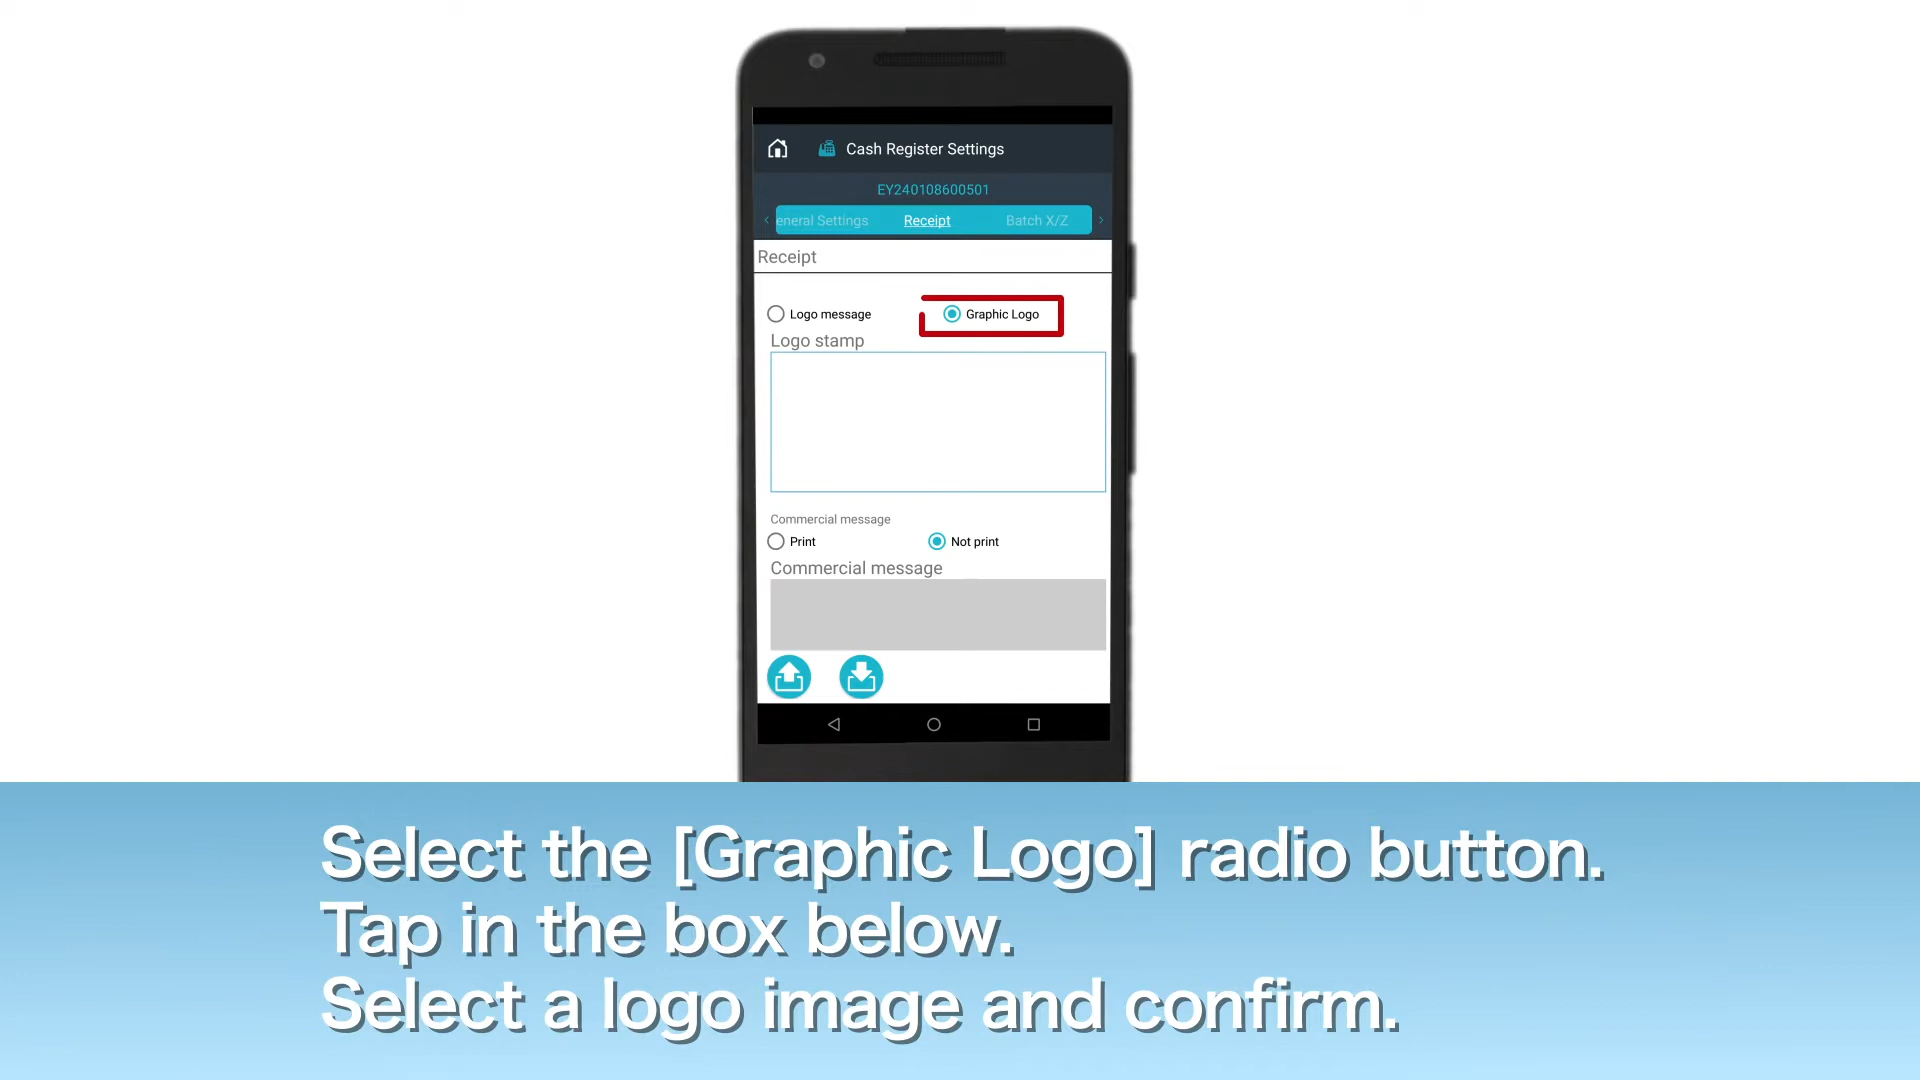 Cash Register Settings
EY240108600501
eneral Settings Receipt Batch X/Z
Receipt
Logo message Graphic Logo
Logo stamp
Commercial message
Print Not print
Commercial message
Select the [Graphic Logo] radio button.
Tap in the box below.
Select a logo image and confirm.